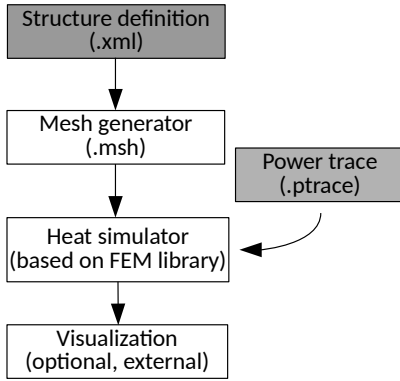 Structure definition
(.xml)
Mesh generator
(.msh)
Power trace
(.ptrace)
Heat simulator
(based on FEM library)
Visualization
(optional, external)